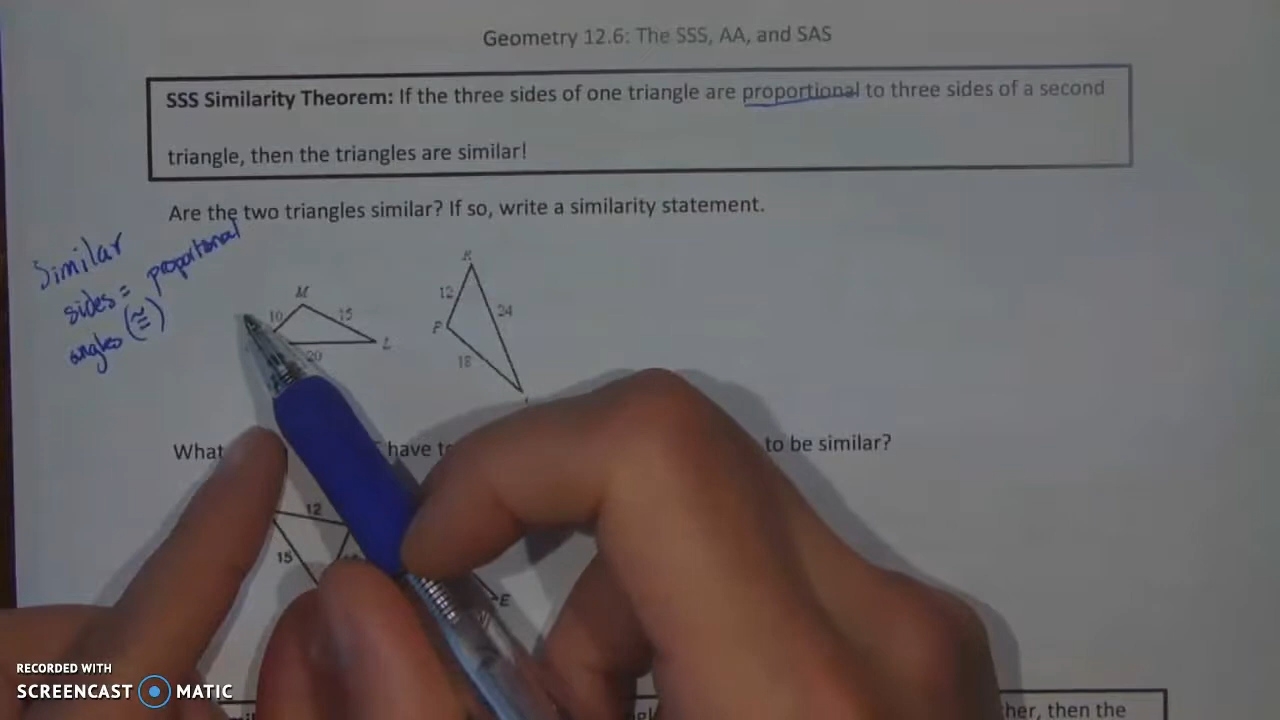 Geometry 12.6: The SSS, AA, and SAS
SSS Similarity Theorem: If the three sides of one triangle are proportional to three sides of a second
triangle, then the triangles are similar!
Are the two triangles similar? If so, write a similarity statement.
Similar
sides = proportional
angles (≅)
M
10
15
L
20
K
12
24
P
18
What have to be similar?
12
15
E
RECORDED WITH
SCREENCAST MATIC
then the